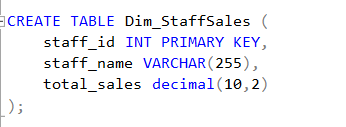 CREATE TABLE Dim_StaffSales (
    staff_id INT PRIMARY KEY,
    staff_name VARCHAR(255),
    total_sales decimal(10,2)
);